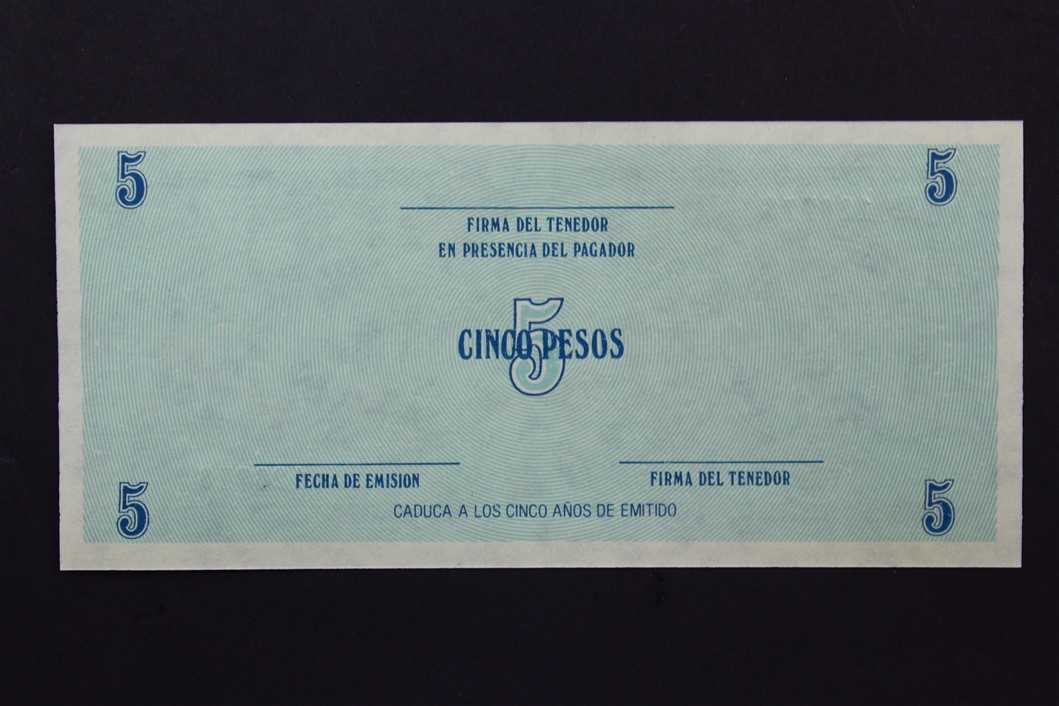 5 5
FIRMA DEL TENEDOR
EN PRESENCIA DEL PAGADOR
5
CINCO PESOS
FECHA DE EMISION FIRMA DEL TENEDOR
CADUCA A LOS CINCO AÑOS DE EMITIDO
5 5